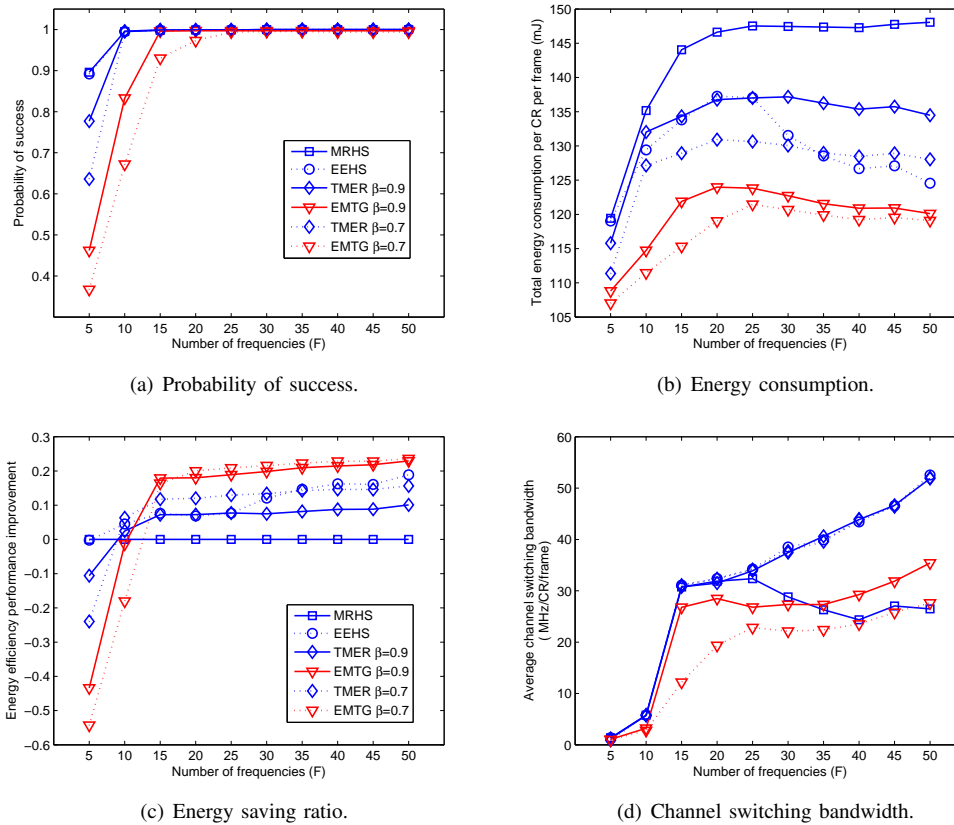 1
0.9
0.8
0.7
0.6
0.5
0.4
Probability of success
MRHS
EEHS
TMER β=0.9
EMTG β=0.9
TMER β=0.7
EMTG β=0.7
5 10 15 20 25 30 35 40 45 50
Number of frequencies (F)
(a) Probability of success.
150
145
140
135
130
125
120
115
110
105
Total energy consumption per CR per frame (mJ)
5 10 15 20 25 30 35 40 45 50
Number of frequencies (F)
(b) Energy consumption.
0.3
0.2
0.1
0
−0.1
−0.2
−0.3
−0.4
−0.5
−0.6
Energy efficiency performance improvement
MRHS
EEHS
TMER β=0.9
EMTG β=0.9
TMER β=0.7
EMTG β=0.7
5 10 15 20 25 30 35 40 45 50
Number of frequencies (F)
(c) Energy saving ratio.
60
50
40
30
20
10
0
Average channel switching bandwidth
( MHz/CR/frame)
5 10 15 20 25 30 35 40 45 50
Number of frequencies (F)
(d) Channel switching bandwidth.